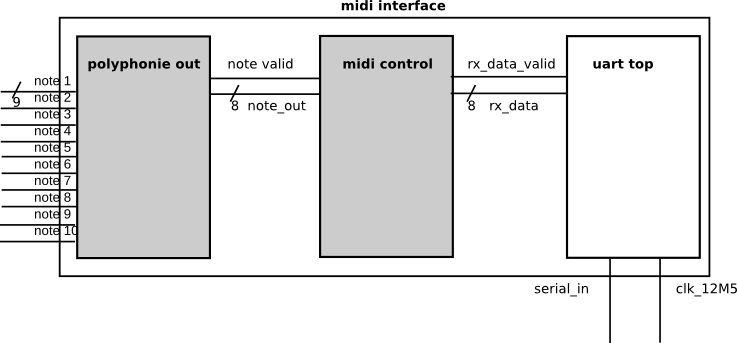 midi interface
polyphonie out
note valid
midi control
rx_data_valid
uart top
note 1
9
note 2
8 note_out
8 rx_data
note 3
note 4
note 5
note 6
note 7
note 8
note 9
note 10
serial_in
clk_12M5